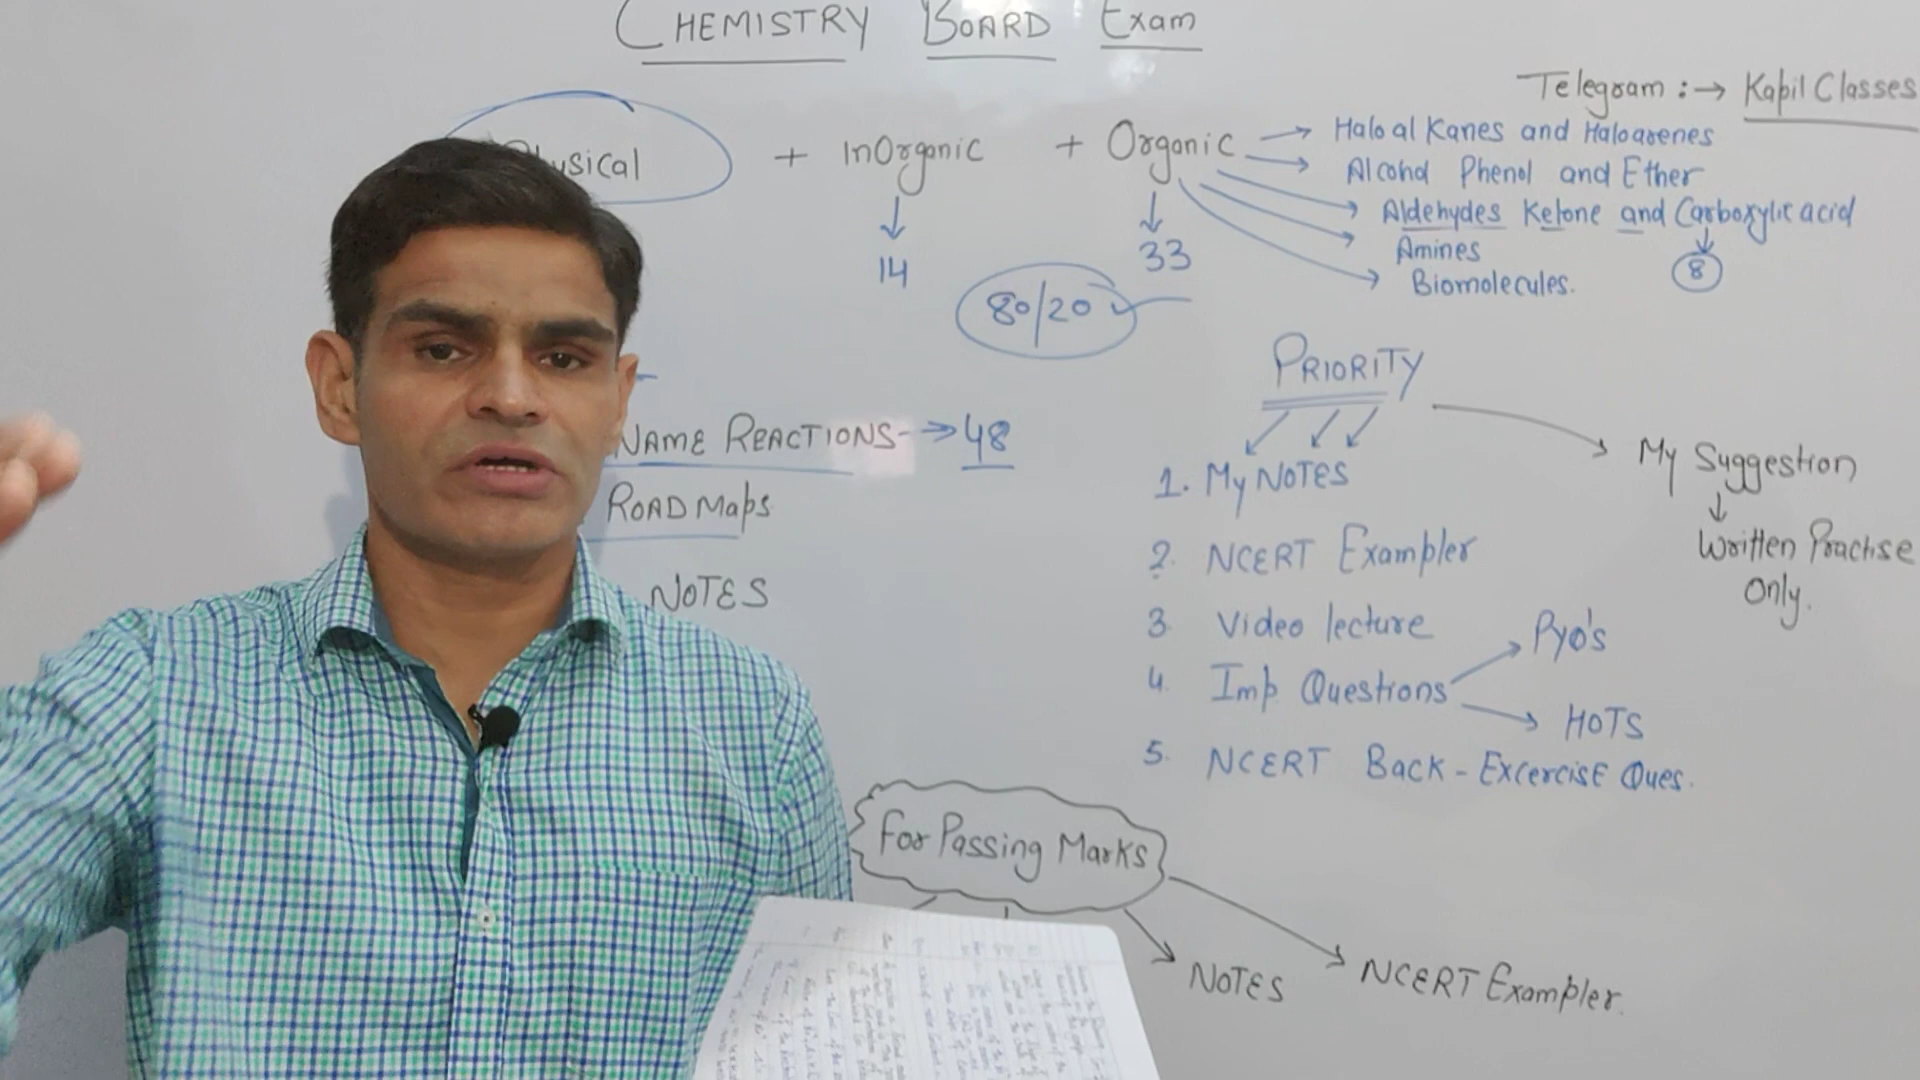 CHEMISTRY BOARD Exam
Telegram :→ Kapil Classes
Physical + InOrganic + Organic
14
33
80/20
Haloalkanes and Haloarenes
Alcohol Phenol and Ether
Aldehydes Ketone and Carboxylic acid
8
Amines
Biomolecules.
NAME REACTIONS → 48
ROAD Maps
NOTES
PRIORITY
1. My NOTES
2. NCERT Exampler
3. Video lecture
4. Imp Questions
Pyo's
HOTS
5. NCERT Back - ExcerciSE Ques.
My Suggestion
Written Practise
Only.
For Passing Marks
NOTES
NCERT Exampler.